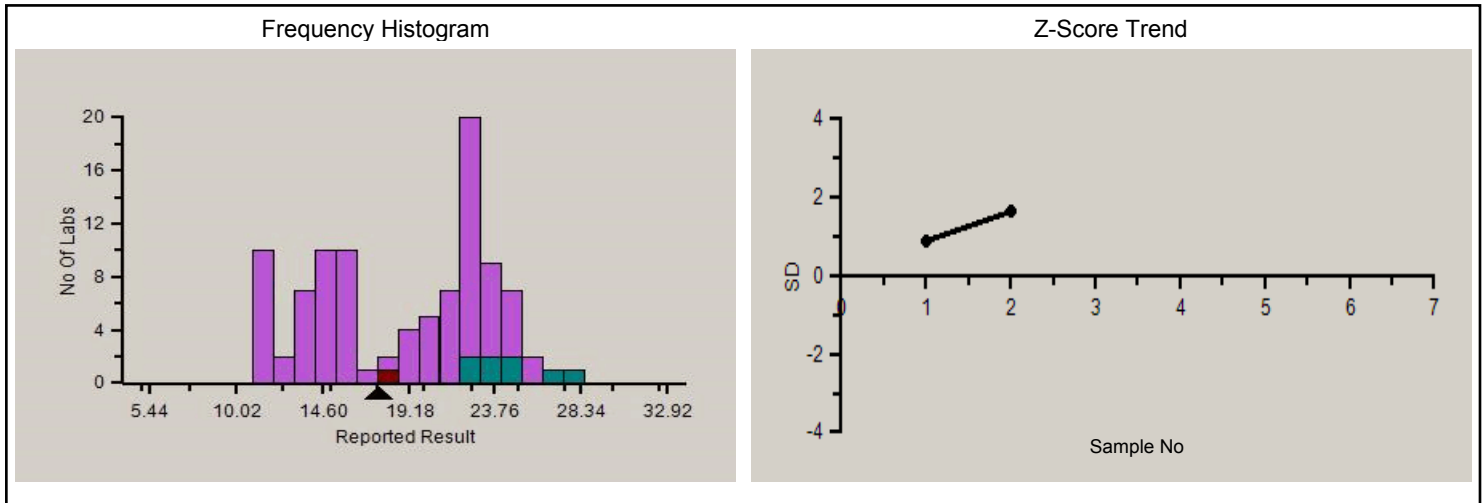 Frequency Histogram
20
16
12
8
4
0
No Of Labs
5.44 10.02 14.60 19.18 23.76 28.34 32.92
Reported Result
Z-Score Trend
4
2
0
-2
-4
SD
0 1 2 3 4 5 6 7
Sample No